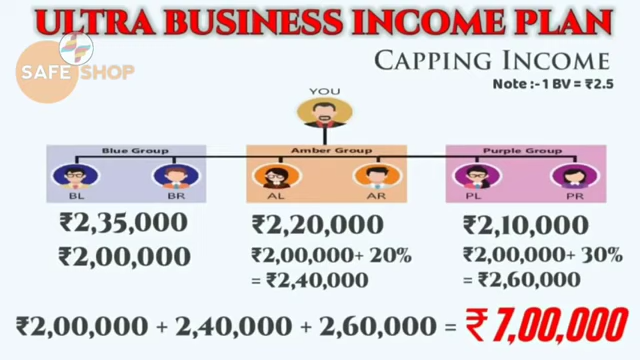 ULTRA BUSINESS INCOME PLAN
SAFE SHOP
CAPPING INCOME
Note :- 1 BV = ₹2.5
YOU
Blue Group Amber Group Purple Group
BL BR AL AR PL PR
₹2,35,000 ₹2,20,000 ₹2,10,000
₹2,00,000 ₹2,00,000+ 20% ₹2,00,000+ 30%
= ₹2,40,000 = ₹2,60,000
₹2,00,000 + 2,40,000 + 2,60,000 = ₹ 7,00,000